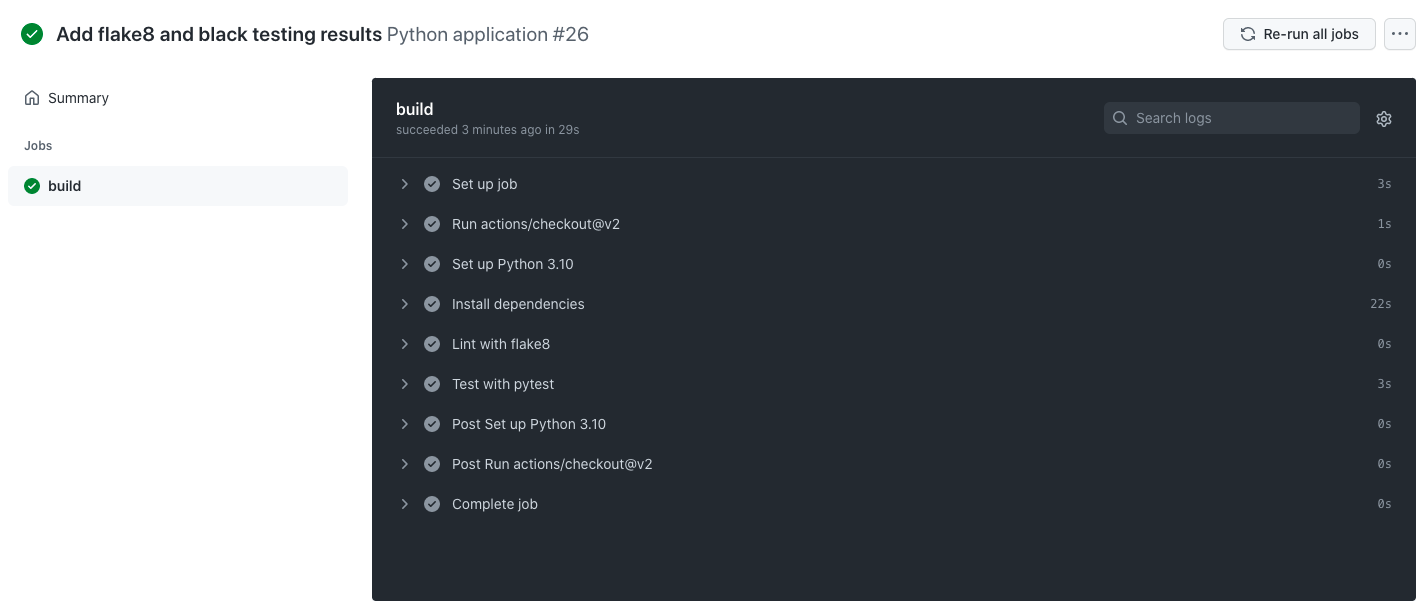 Add flake8 and black testing results Python application #26
Re-run all jobs
Summary
Jobs
build
build
succeeded 3 minutes ago in 29s
Search logs
Set up job 3s
Run actions/checkout@v2 1s
Set up Python 3.10 0s
Install dependencies 22s
Lint with flake8 0s
Test with pytest 3s
Post Set up Python 3.10 0s
Post Run actions/checkout@v2 0s
Complete job 0s